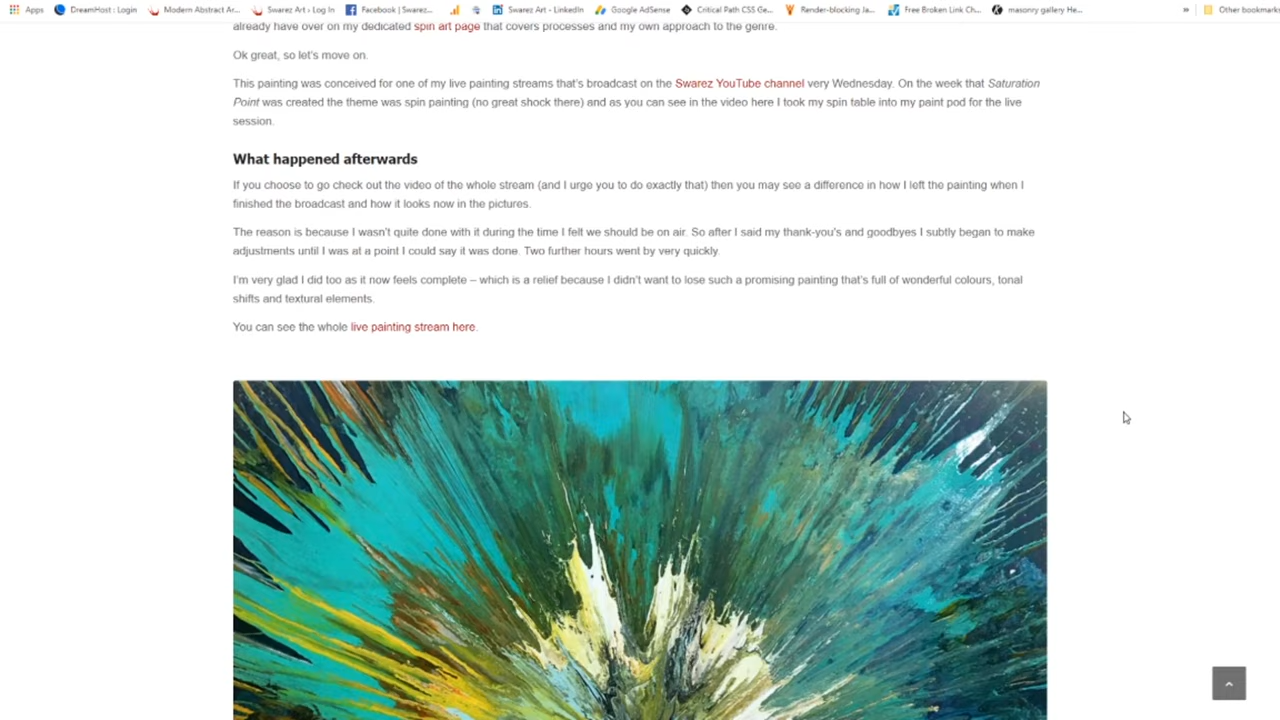 Apps DreamHost : Login Modern Abstract Ar... Swarez Art › Log In Facebook | Swarez... Swarez Art - LinkedIn Google AdSense Critical Path CSS Ge... Render-blocking Ja... Free Broken Link Ch... masonry gallery He... » Other bookmarks
already have over on my dedicated spin art page that covers processes and my own approach to the genre.
Ok great, so let's move on.
This painting was conceived for one of my live painting streams that's broadcast on the Swarez YouTube channel very Wednesday. On the week that Saturation
Point was created the theme was spin painting (no great shock there) and as you can see in the video here I took my spin table into my paint pod for the live
session.
What happened afterwards
If you choose to go check out the video of the whole stream (and I urge you to do exactly that) then you may see a difference in how I left the painting when I
finished the broadcast and how it looks now in the pictures.
The reason is because I wasn't quite done with it during the time I felt we should be on air. So after I said my thank-you's and goodbyes I subtly began to make
adjustments until I was at a point I could say it was done. Two further hours went by very quickly.
I'm very glad I did too as it now feels complete – which is a relief because I didn't want to lose such a promising painting that's full of wonderful colours, tonal
shifts and textural elements.
You can see the whole live painting stream here.